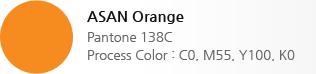 ASAN Orange
Pantone 138C
Process Color : C0, M55, Y100, K0